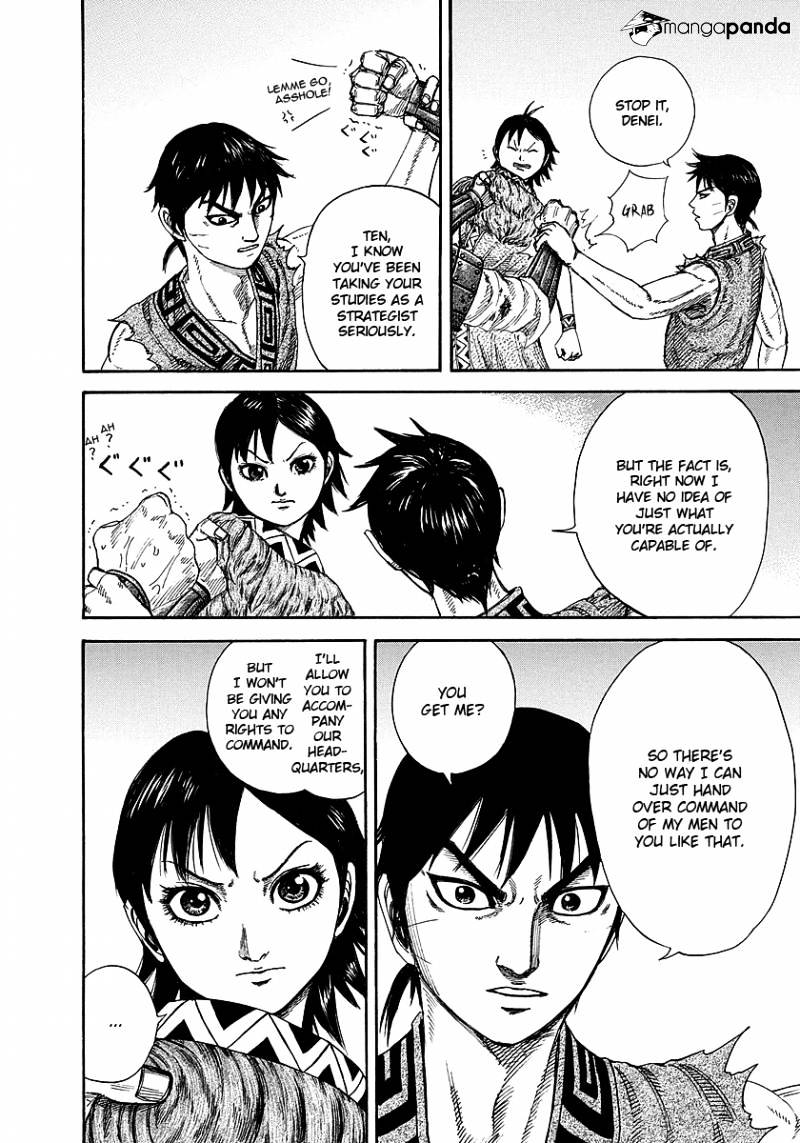 mangapanda
STOP IT,
DENEI.
GRAB
LEMME GO,
ASSHOLE!
ぐぐ
TEN,
I KNOW
YOU'VE BEEN
TAKING YOUR
STUDIES AS A
STRATEGIST
SERIOUSLY.
BUT THE FACT IS,
RIGHT NOW I
HAVE NO IDEA OF
JUST WHAT
YOU'RE ACTUALLY
CAPABLE OF.
AH
?
AH
?
ぐぐぐ
SO THERE'S
NO WAY I CAN
JUST HAND
OVER COMMAND
OF MY MEN TO
YOU LIKE THAT.
YOU
GET ME?
I'LL
ALLOW
YOU TO
ACCOM-
PANY
OUR
HEAD-
QUARTERS,
BUT
I WON'T
BE GIVING
YOU ANY
RIGHTS TO
COMMAND.
...